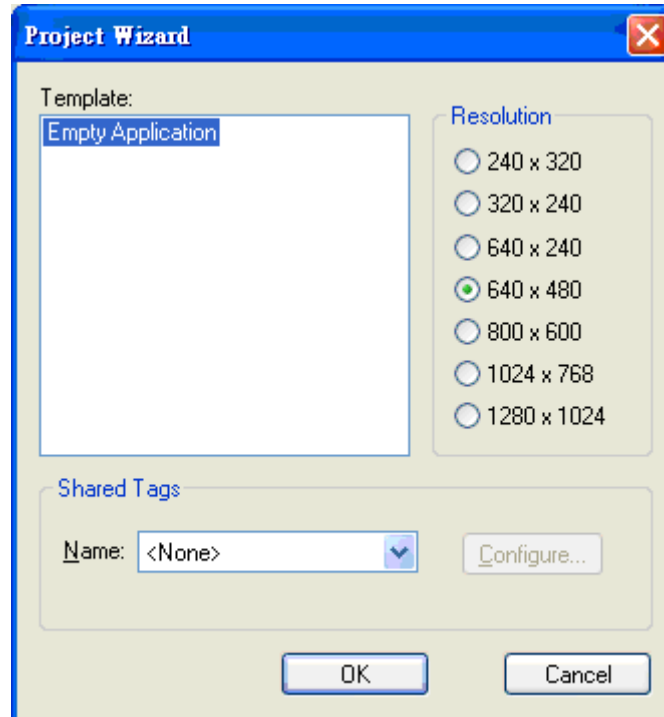 Project Wizard
Template:
Empty Application
Resolution
240 x 320
320 x 240
640 x 240
640 x 480
800 x 600
1024 x 768
1280 x 1024
Shared Tags
Name:
<None>
Configure...
OK
Cancel